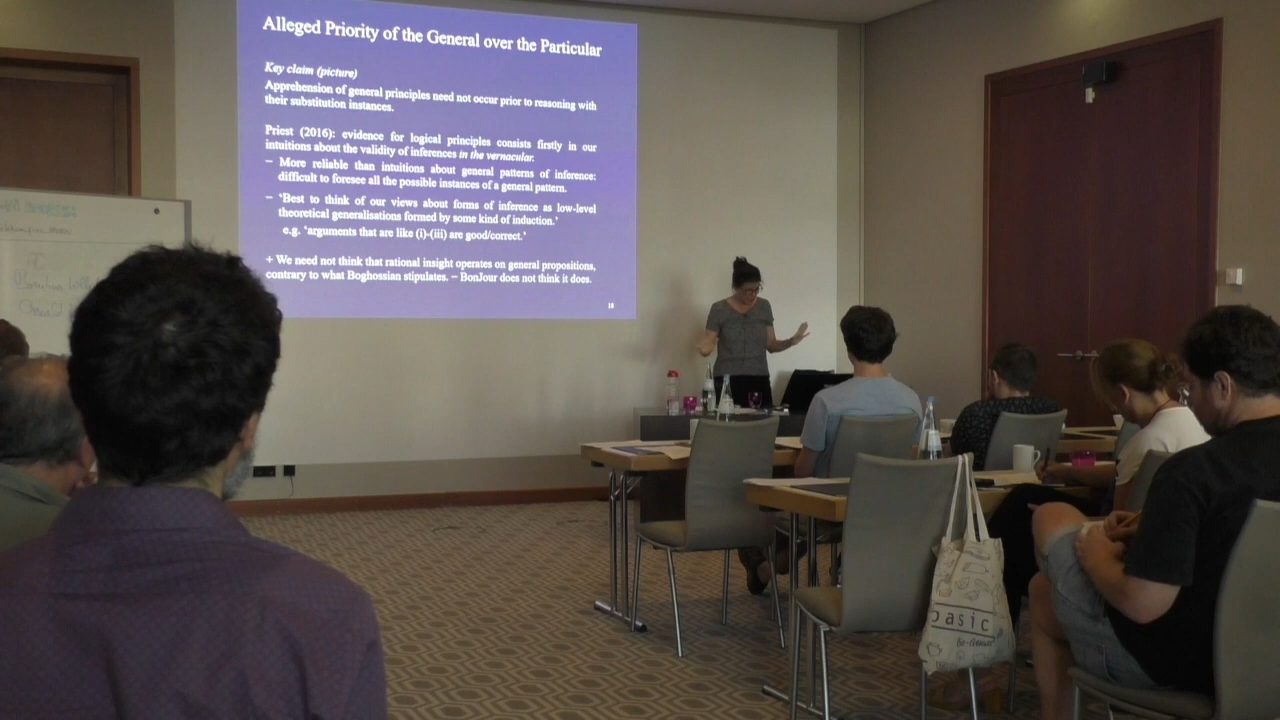 Alleged Priority of the General over the Particular
Key claim (picture)
Apprehension of general principles need not occur prior to reasoning with
their substitution instances.
Priest (2016): evidence for logical principles consists firstly in our
intuitions about the validity of inferences in the vernacular.
– More reliable than intuitions about general patterns of inference:
difficult to foresee all the possible instances of a general pattern.
– 'Best to think of our views about forms of inference as low-level
theoretical generalisations formed by some kind of induction.'
e.g. 'arguments that are like (i)-(iii) are good/correct.'
+ We need not think that rational insight operates on general propositions,
contrary to what Boghossian stipulates. – BonJour does not think it does.
18
basic